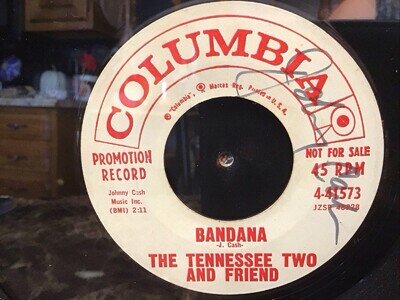 COLUMBIA
® "Columbia", Marcas Reg. Printed in U.S.A.
PROMOTION
RECORD
Johnny Cash
Music Inc.
(BMI) 2:11
NOT FOR SALE
45 RPM
4-41573
BANDANA
-J. Cash-
THE TENNESSEE TWO
AND FRIEND